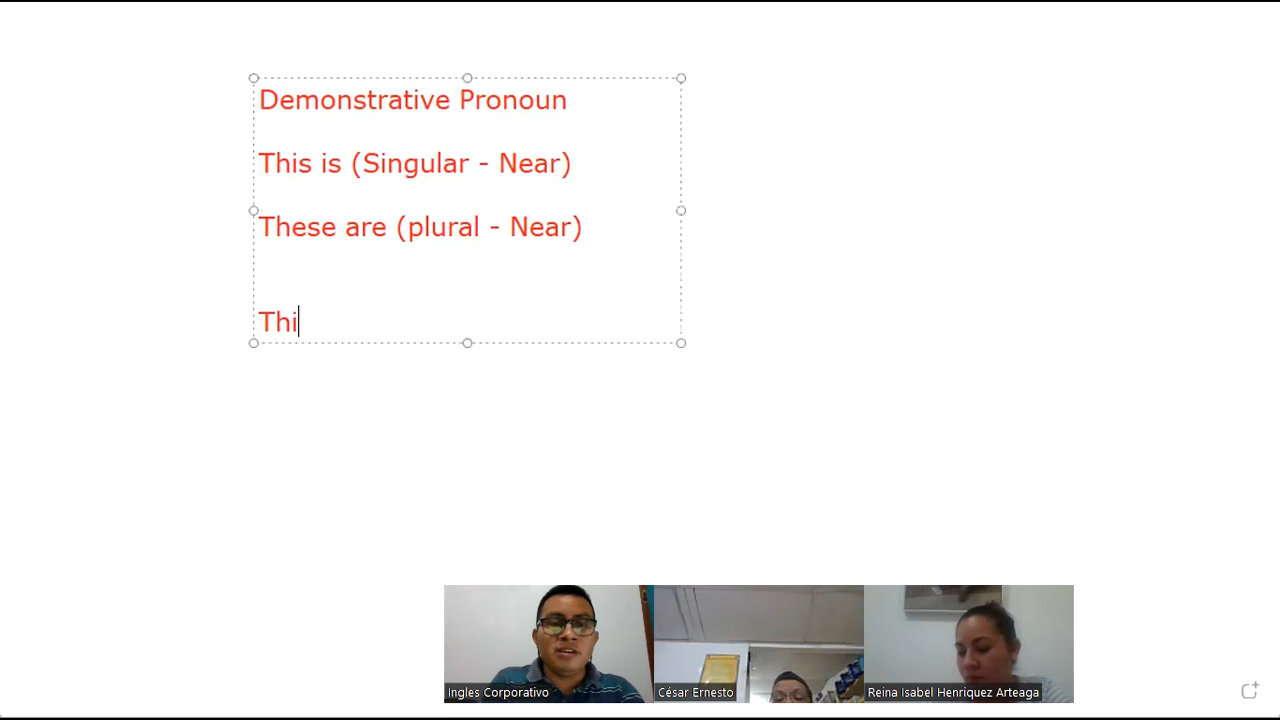 Demonstrative Pronoun
This is (Singular - Near)
These are (plural - Near)
Thi
Ingles Corporativo
César Ernesto
Reina Isabel Henriquez Arteaga